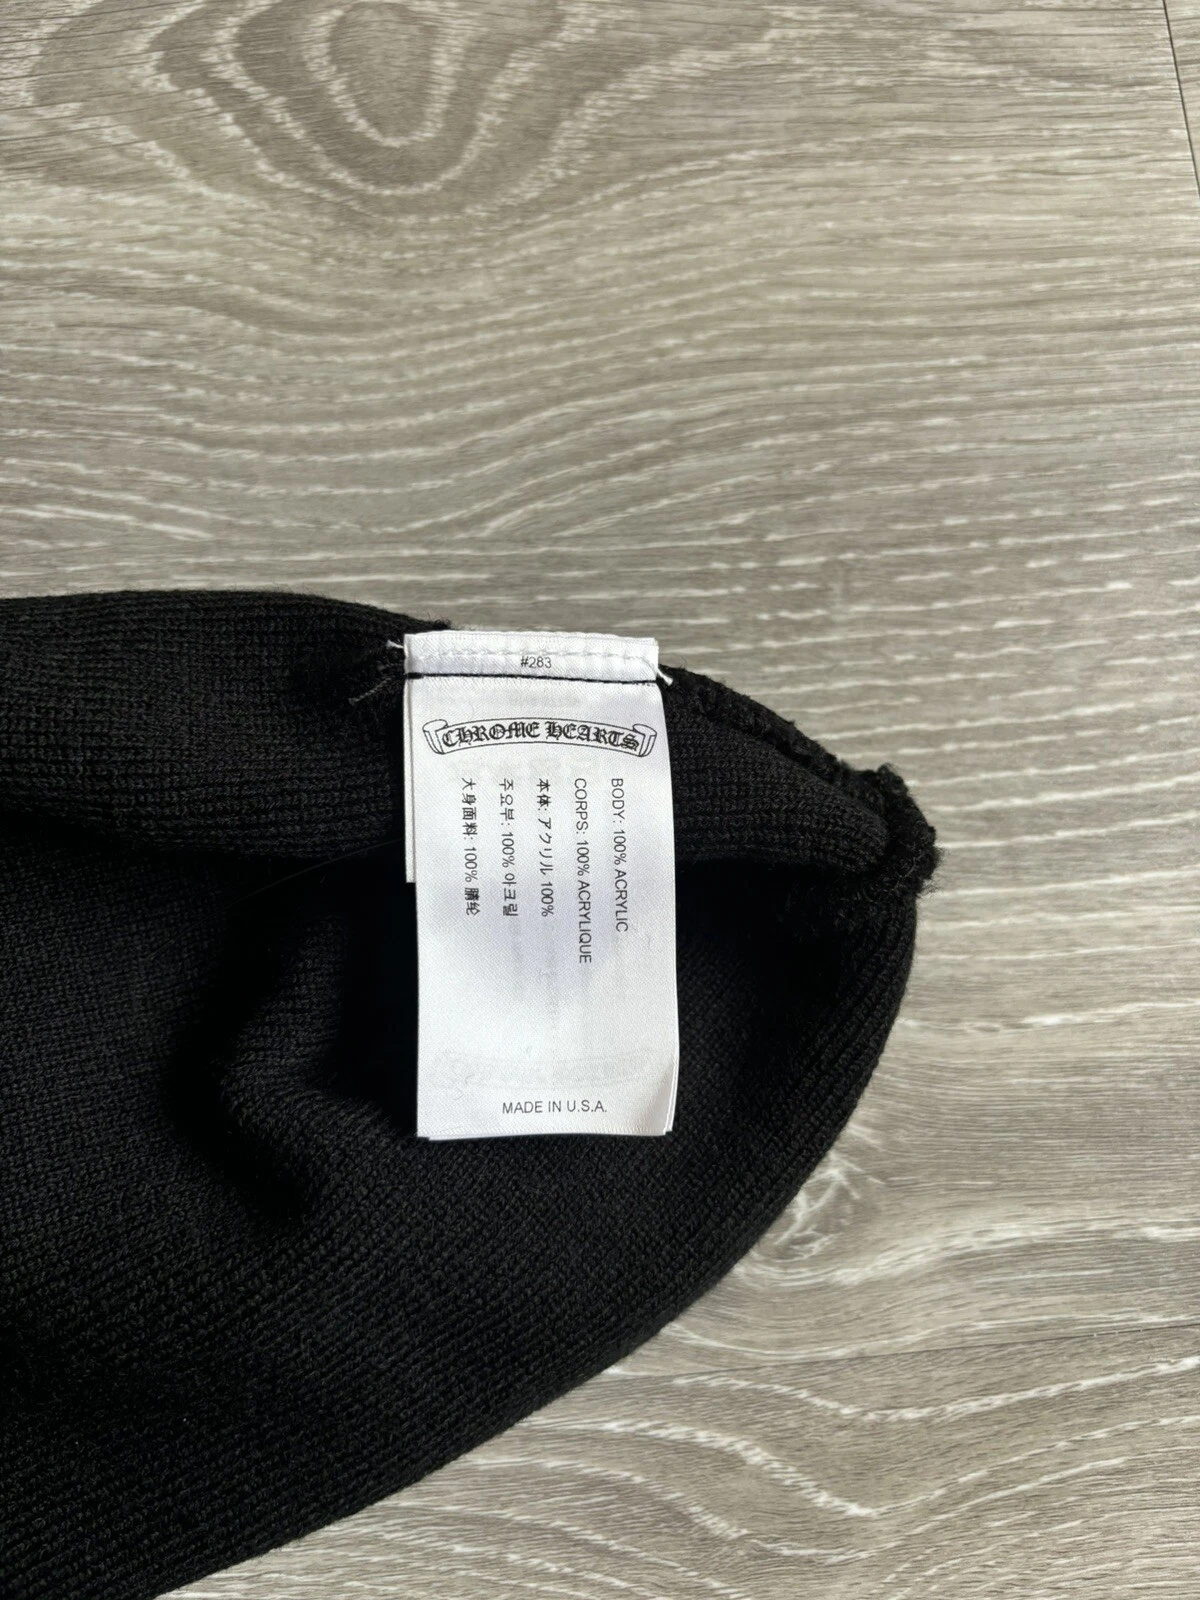 #283
CHROME HEARTS
BODY: 100% ACRYLIC
CORPS: 100% ACRYLIQUE
本体: アクリル 100%
주요부: 100% 아크릴
大身面料: 100% 腈纶
MADE IN U.S.A.